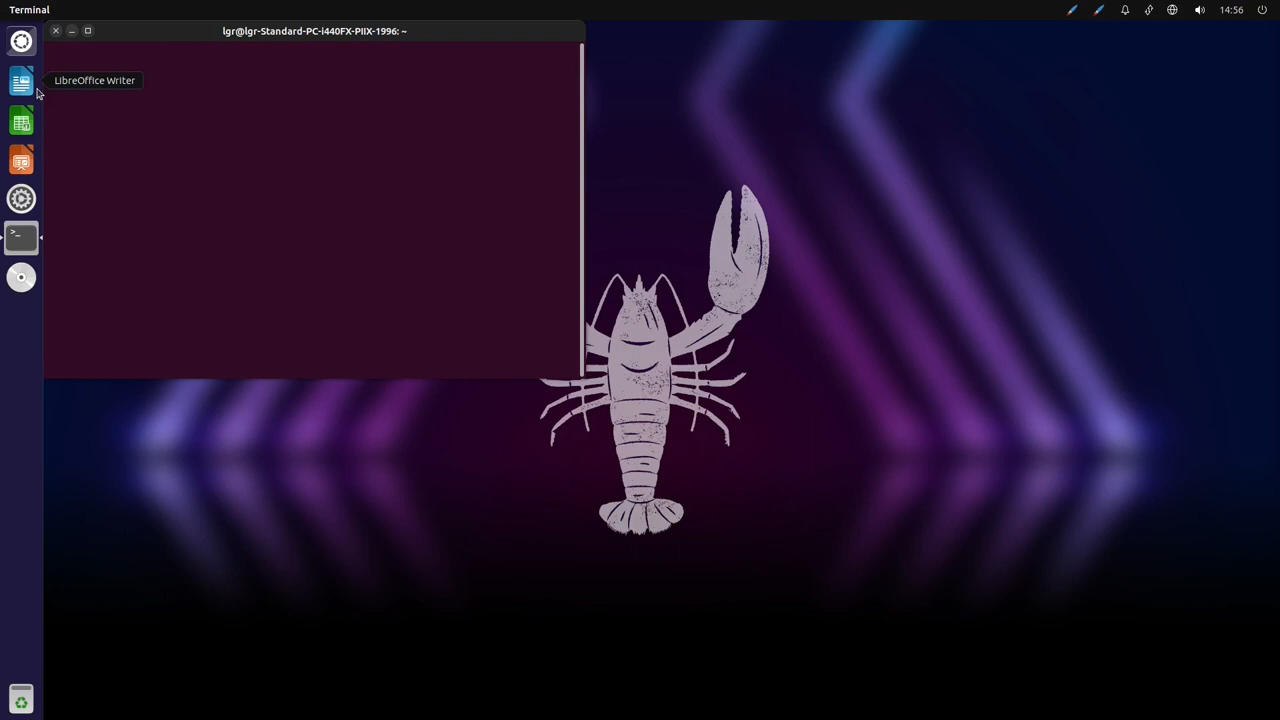 Terminal
14:56
lgr@lgr-Standard-PC-i440FX-PIIX-1996: ~
LibreOffice Writer
>_